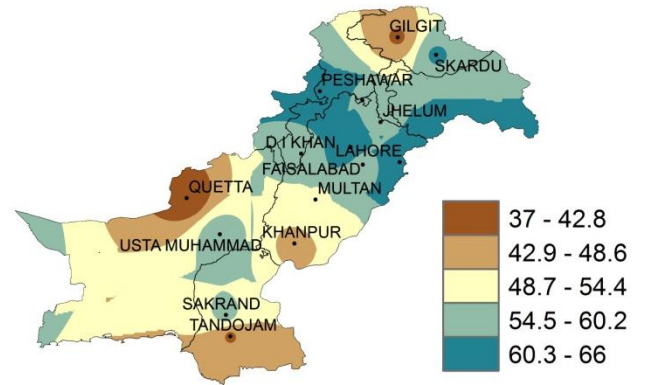 GILGIT
SKARDU
PESHAWAR
JHELUM
D I KHAN
LAHORE
FAISALABAD
QUETTA
MULTAN
USTA MUHAMMAD
KHANPUR
SAKRAND
TANDOJAM
37 - 42.8
42.9 - 48.6
48.7 - 54.4
54.5 - 60.2
60.3 - 66